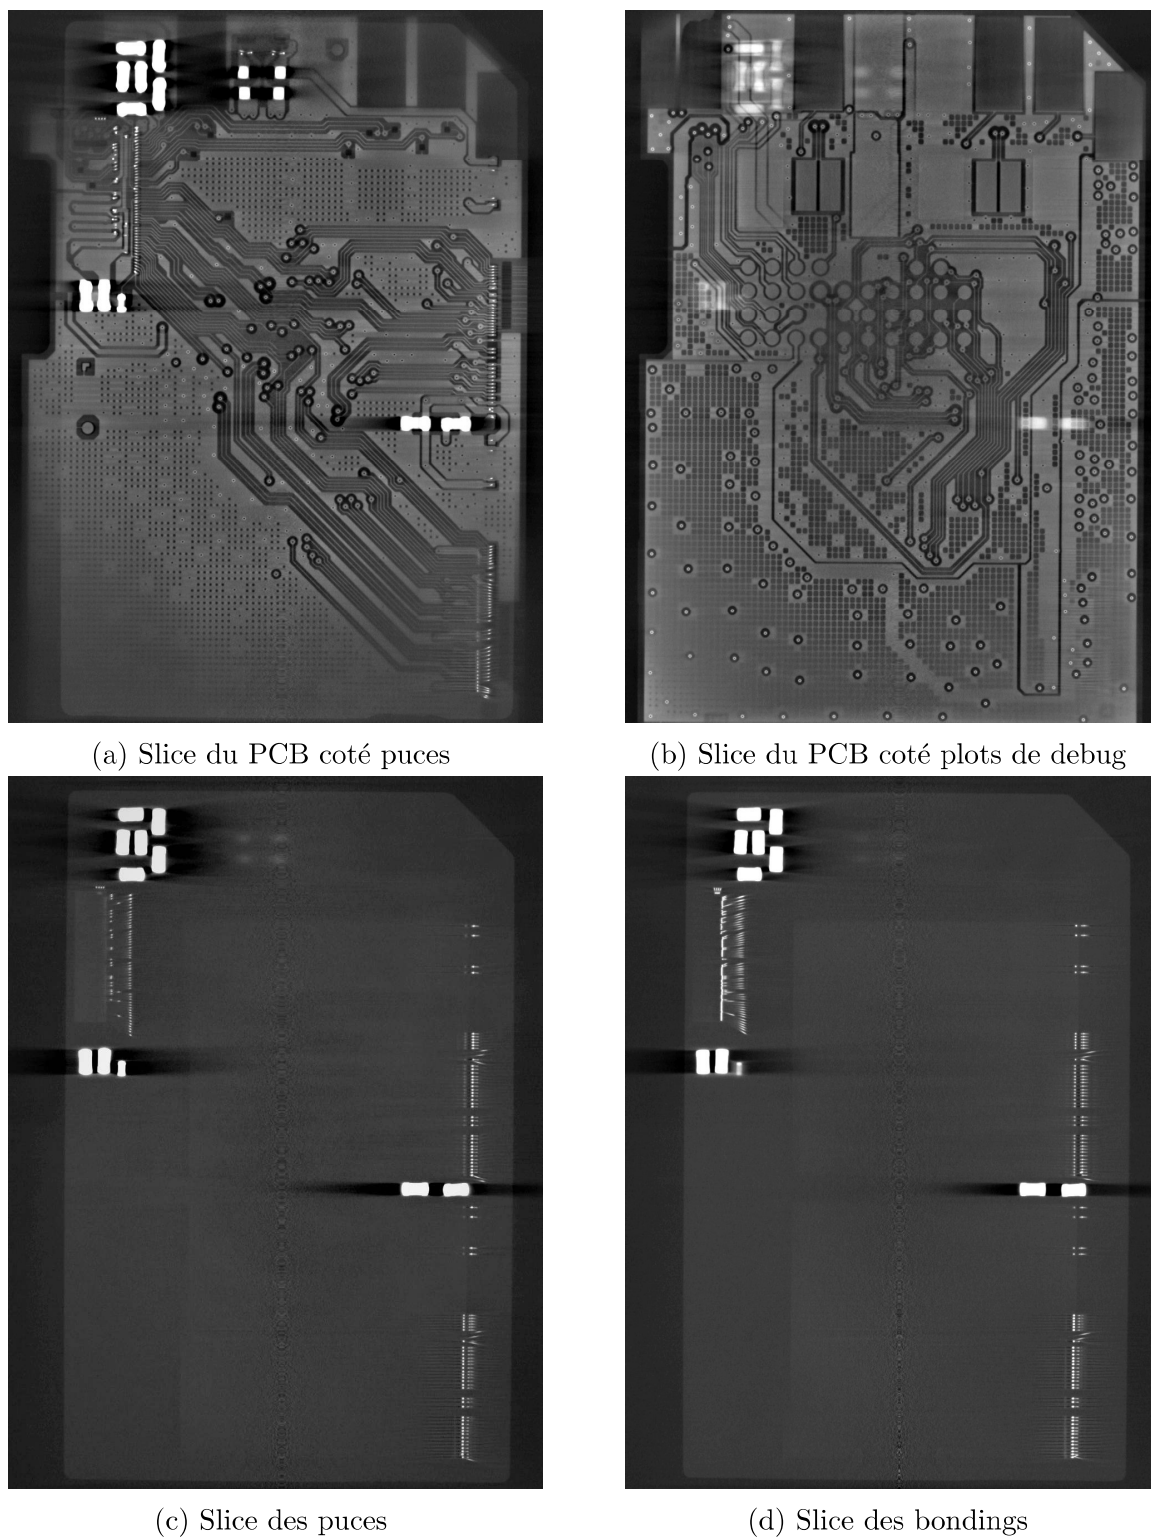 (a) Slice du PCB coté puces
(b) Slice du PCB coté plots de debug
(c) Slice des puces
(d) Slice des bondings